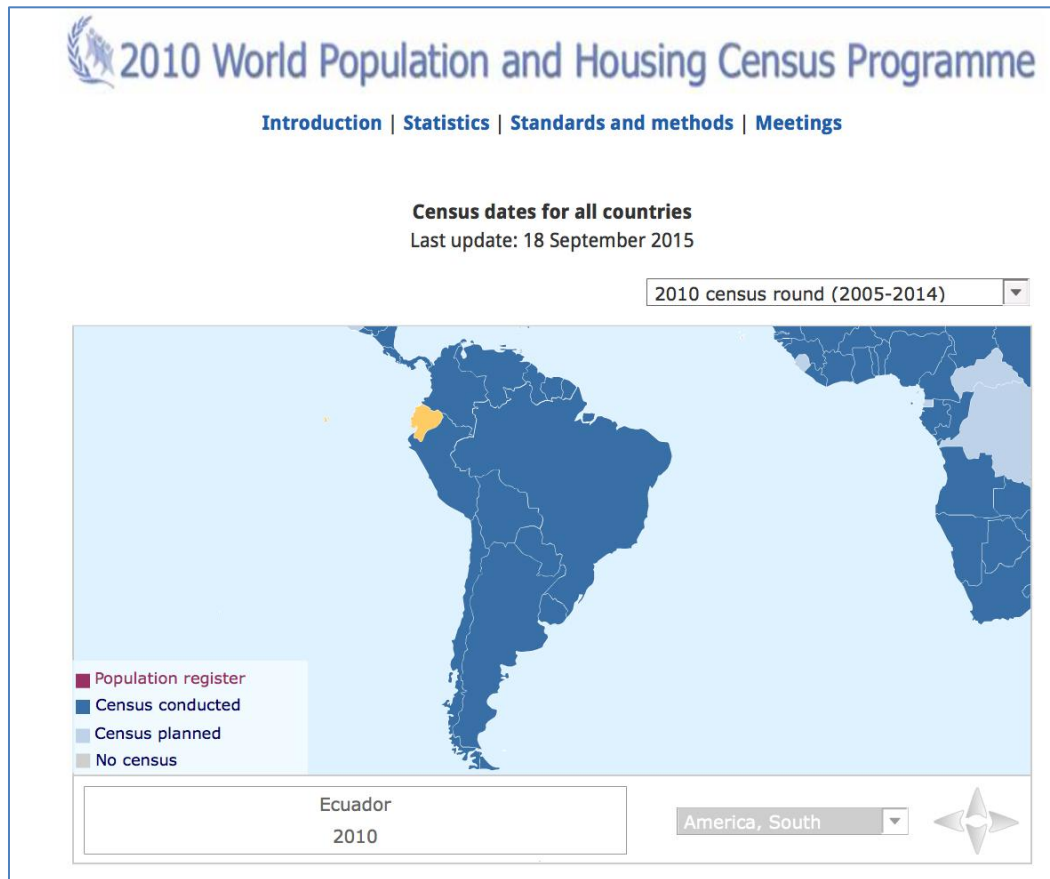 2010 World Population and Housing Census Programme
Introduction | Statistics | Standards and methods | Meetings
Census dates for all countries
Last update: 18 September 2015
2010 census round (2005-2014)
Population register
Census conducted
Census planned
No census
Ecuador
2010
America, South